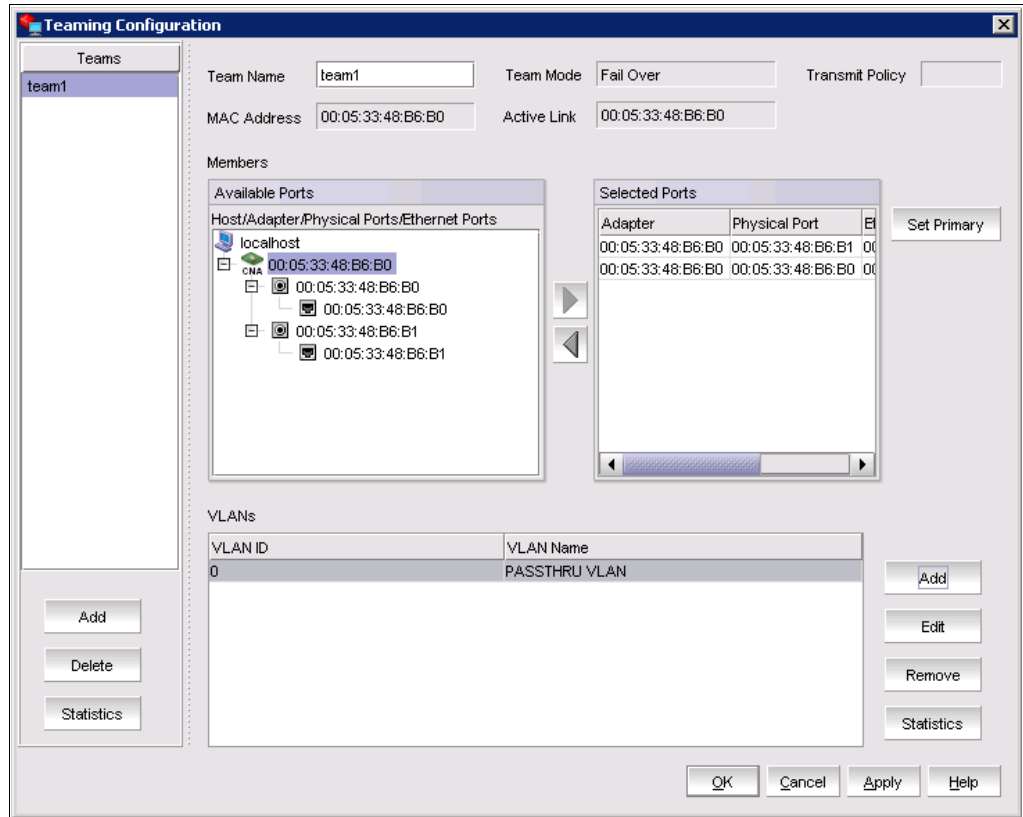 Teaming Configuration
Teams
team1
Team Name team1 Team Mode Fail Over Transmit Policy
MAC Address 00:05:33:48:B6:B0 Active Link 00:05:33:48:B6:B0
Members
Available Ports
Host/Adapter/Physical Ports/Ethernet Ports
localhost
CNA 00:05:33:48:B6:B0
00:05:33:48:B6:B0
00:05:33:48:B6:B0
00:05:33:48:B6:B1
00:05:33:48:B6:B1
Selected Ports
Adapter Physical Port
00:05:33:48:B6:B0 00:05:33:48:B6:B1 00
00:05:33:48:B6:B0 00:05:33:48:B6:B0 00
Set Primary
VLANs
VLAN ID VLAN Name
0 PASSTHRU VLAN
Add
Edit
Remove
Statistics
Add
Delete
Statistics
OK Cancel Apply Help